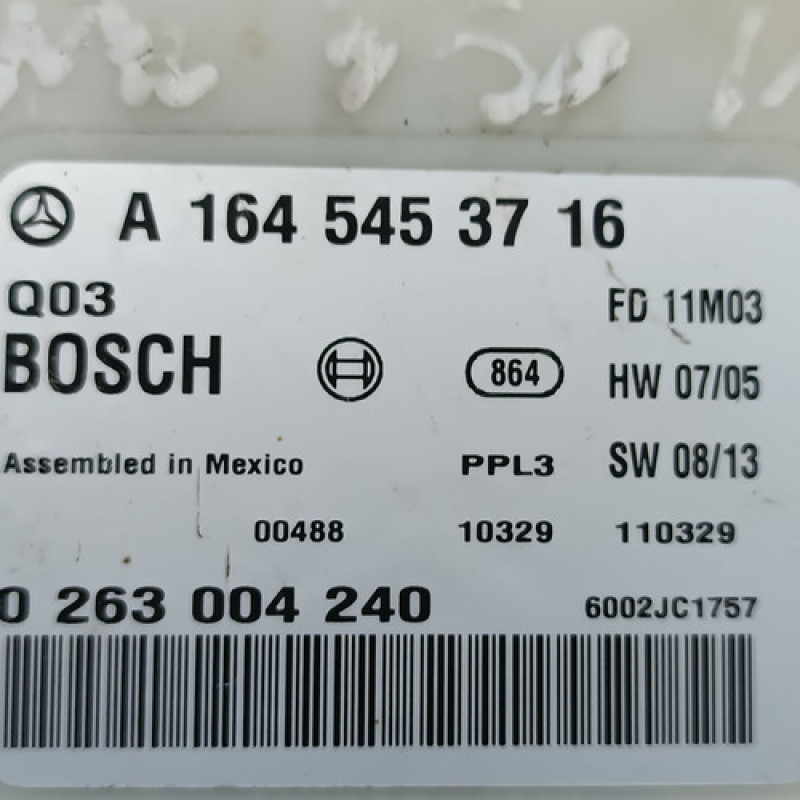 A 164 545 37 16
Q03 FD 11M03
BOSCH 864 HW 07/05
Assembled in Mexico PPL3 SW 08/13
00488 10329 110329
0 263 004 240 6002JC1757